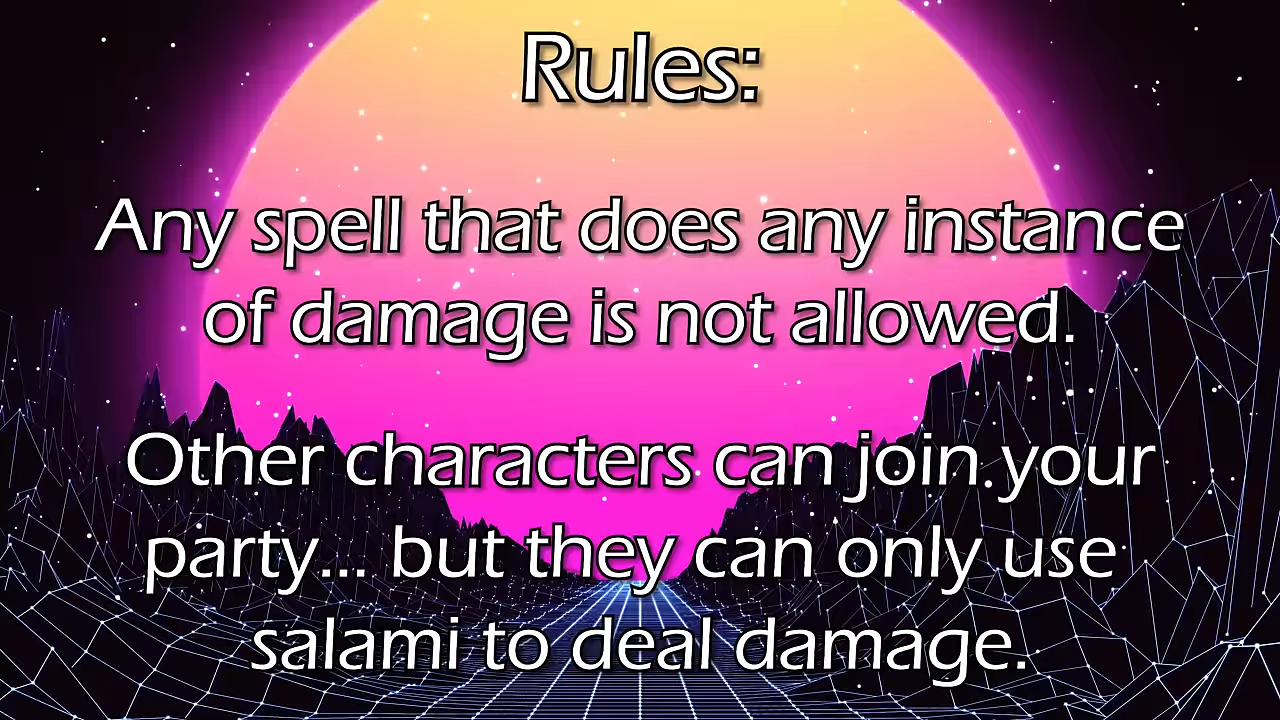 Rules:
Any spell that does any instance
of damage is not allowed.
Other characters can join your
party... but they can only use
salami to deal damage.